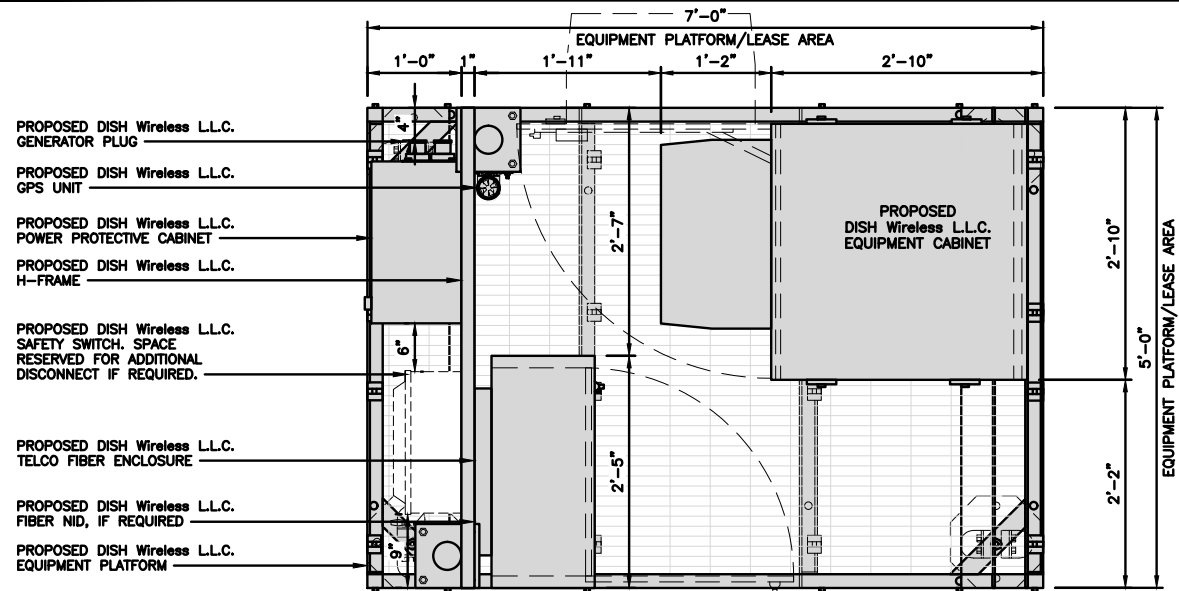 7'-0"
EQUIPMENT PLATFORM/LEASE AREA
1'-0"
1"
1'-11"
1'-2"
2'-10"
PROPOSED DISH Wireless L.L.C.
GENERATOR PLUG
4"
PROPOSED DISH Wireless L.L.C.
GPS UNIT
PROPOSED DISH Wireless L.L.C.
POWER PROTECTIVE CABINET
PROPOSED DISH Wireless L.L.C.
H-FRAME
PROPOSED DISH Wireless L.L.C.
SAFETY SWITCH. SPACE
RESERVED FOR ADDITIONAL
DISCONNECT IF REQUIRED.
6"
PROPOSED DISH Wireless L.L.C.
TELCO FIBER ENCLOSURE
PROPOSED DISH Wireless L.L.C.
FIBER NID, IF REQUIRED
PROPOSED DISH Wireless L.L.C.
EQUIPMENT PLATFORM
9"
2'-7"
2'-5"
PROPOSED
DISH Wireless L.L.C.
EQUIPMENT CABINET
2'-10"
2'-2"
5'-0"
EQUIPMENT PLATFORM/LEASE AREA